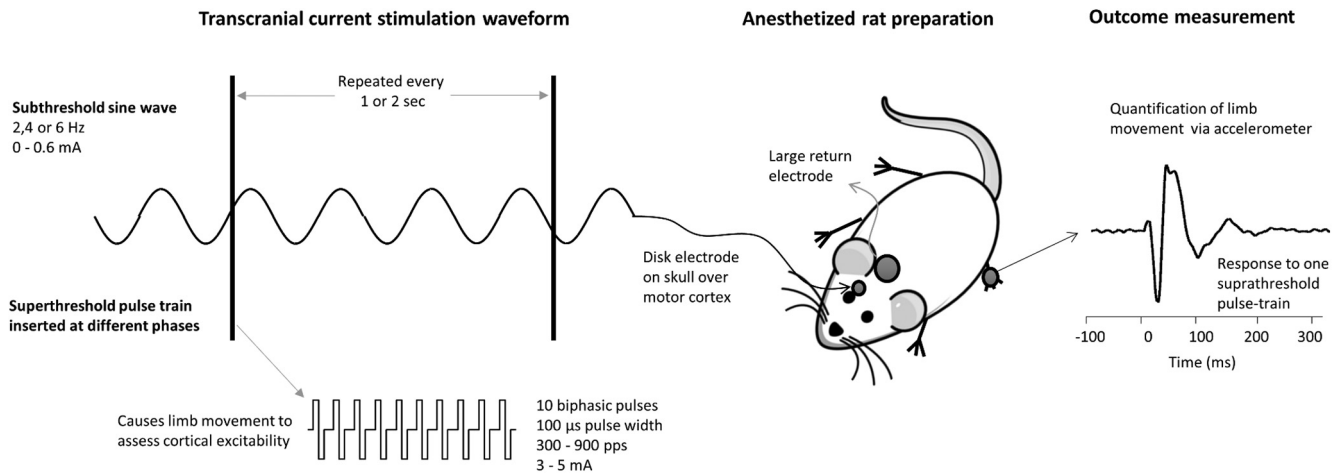 Transcranial current stimulation waveform
Anesthetized rat preparation
Outcome measurement
Repeated every
1 or 2 sec
Subthreshold sine wave
2,4 or 6 Hz
0 - 0.6 mA
Superthreshold pulse train
inserted at different phases
Causes limb movement to
assess cortical excitability
10 biphasic pulses
100 µs pulse width
300 - 900 pps
3 - 5 mA
Large return
electrode
Disk electrode
on skull over
motor cortex
Quantification of limb
movement via accelerometer
Response to one
suprathreshold
pulse-train
-100 0 100 200 300
Time (ms)